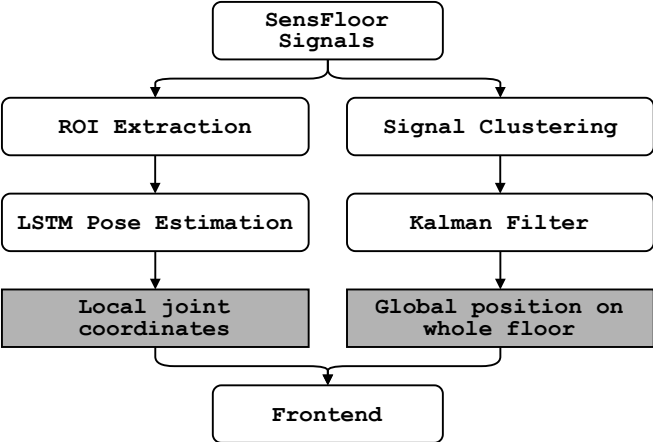 SensFloor
Signals
ROI Extraction
Signal Clustering
LSTM Pose Estimation
Kalman Filter
Local joint
coordinates
Global position on
whole floor
Frontend